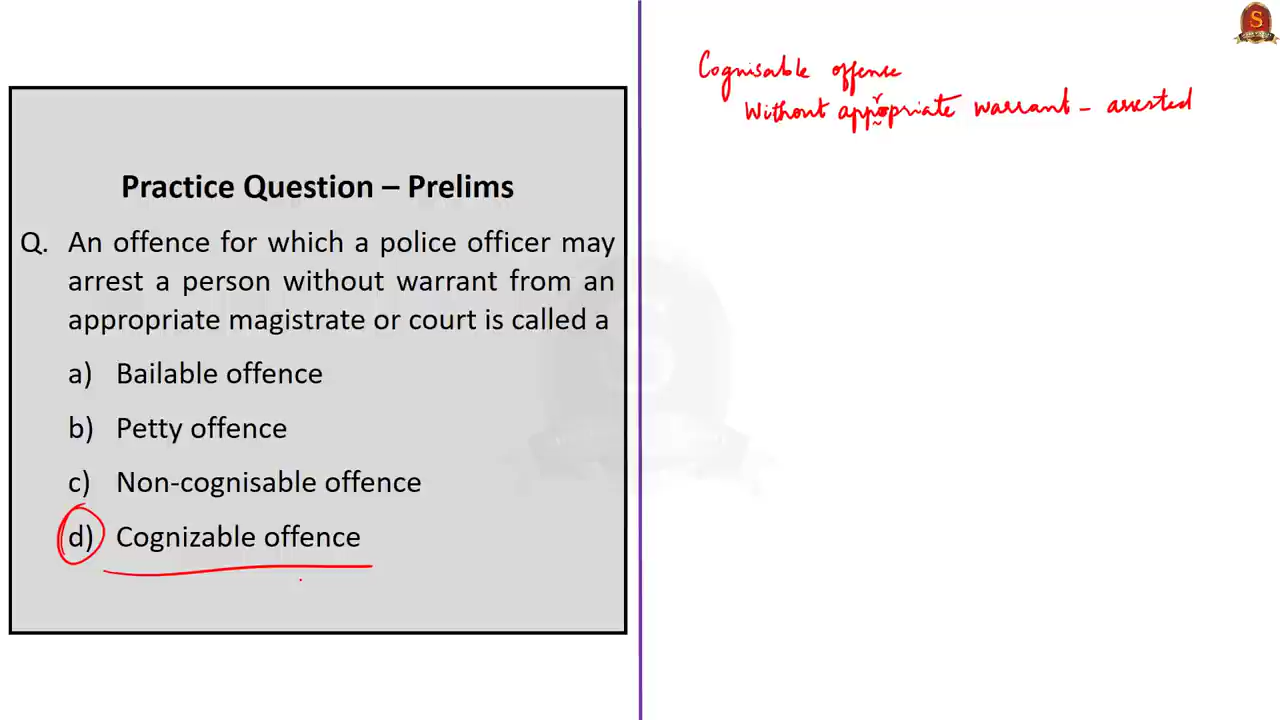 Practice Question – Prelims
Q. An offence for which a police officer may
arrest a person without warrant from an
appropriate magistrate or court is called a
a) Bailable offence
b) Petty offence
c) Non-cognisable offence
d) Cognizable offence
Cognisable offence
Without appropriate warrant – arrested
S